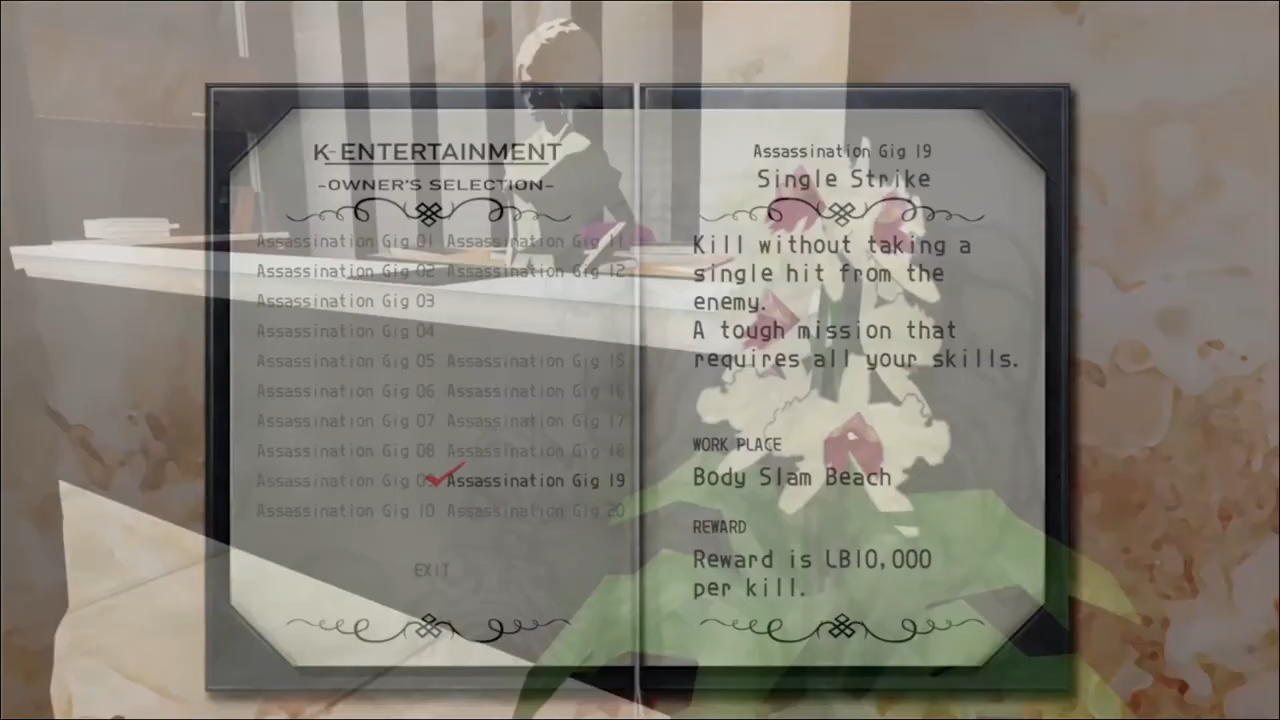 K-ENTERTAINMENT
-OWNER'S SELECTION-
Assassination Gig 01 Assassination Gig 11
Assassination Gig 02 Assassination Gig 12
Assassination Gig 03
Assassination Gig 04
Assassination Gig 05 Assassination Gig 15
Assassination Gig 06 Assassination Gig 16
Assassination Gig 07 Assassination Gig 17
Assassination Gig 08 Assassination Gig 18
Assassination Gig 09 Assassination Gig 19
Assassination Gig 10 Assassination Gig 20
EXIT
Assassination Gig 19
Single Strike
Kill without taking a
single hit from the
enemy.
A tough mission that
requires all your skills.
WORK PLACE
Body Slam Beach
REWARD
Reward is LB10,000
per kill.